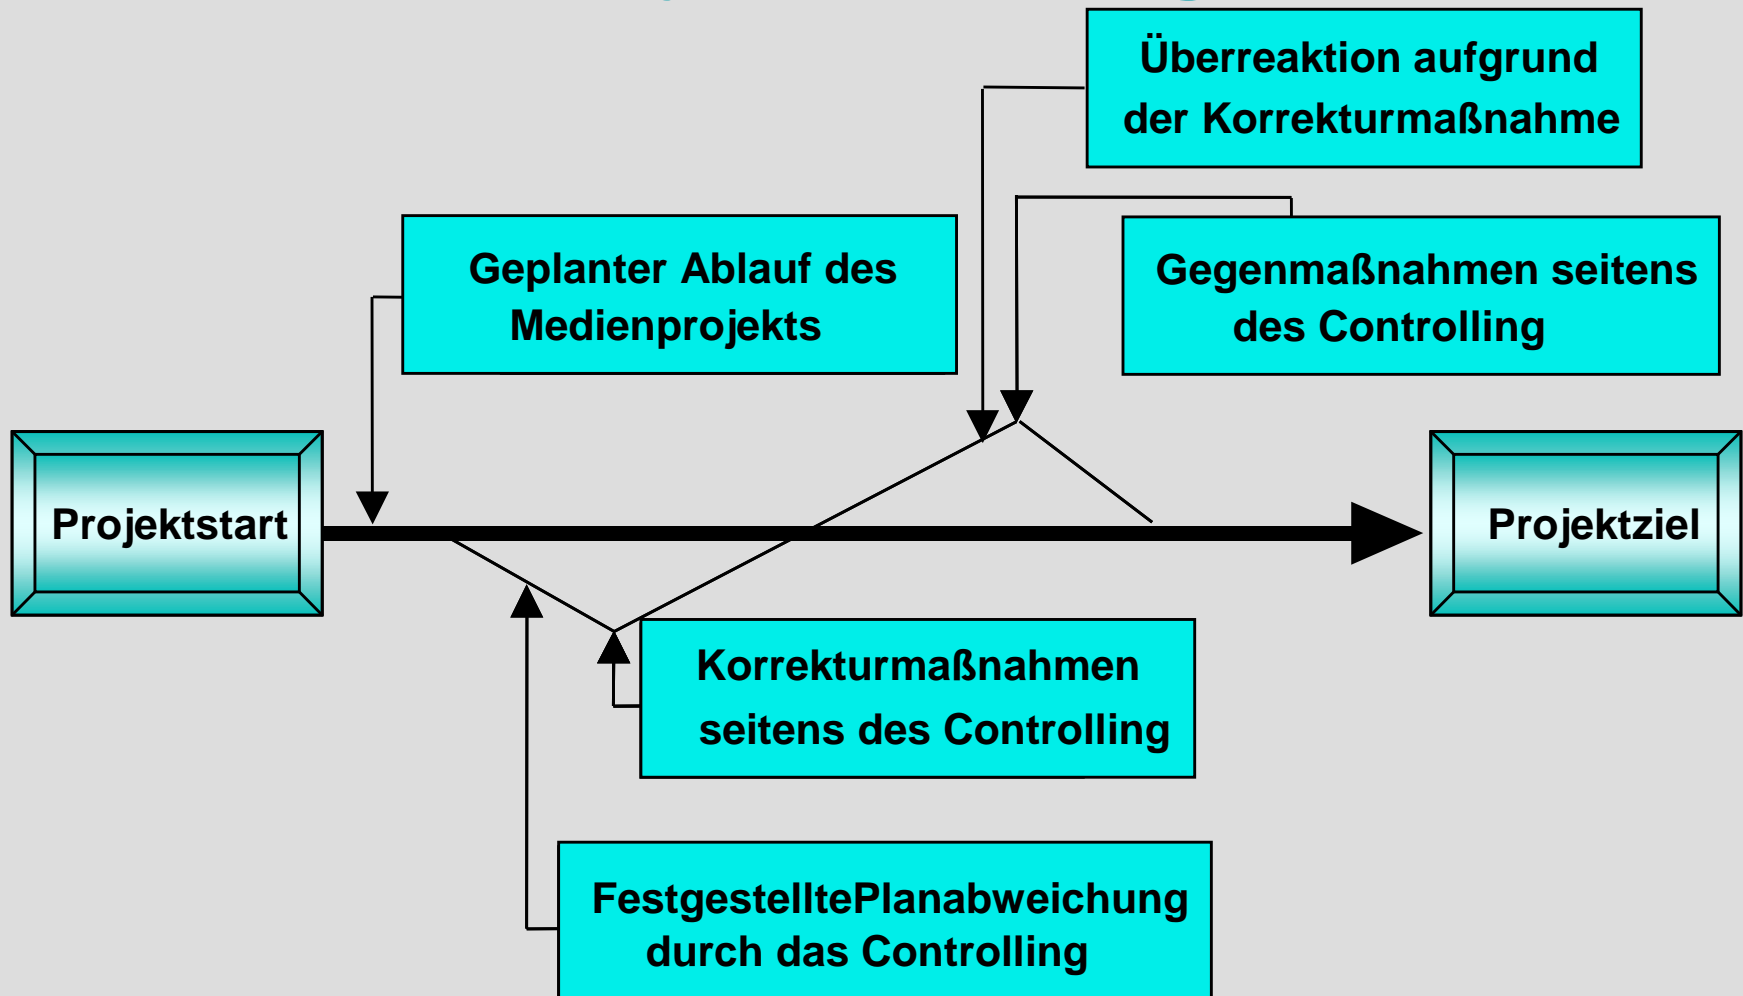 Überreaktion aufgrund
der Korrekturmaßnahme
Geplanter Ablauf des
Medienprojekts
Gegenmaßnahmen seitens
des Controlling
Projektstart
Projektziel
Korrekturmaßnahmen
seitens des Controlling
FestgestelltePlanabweichung
durch das Controlling